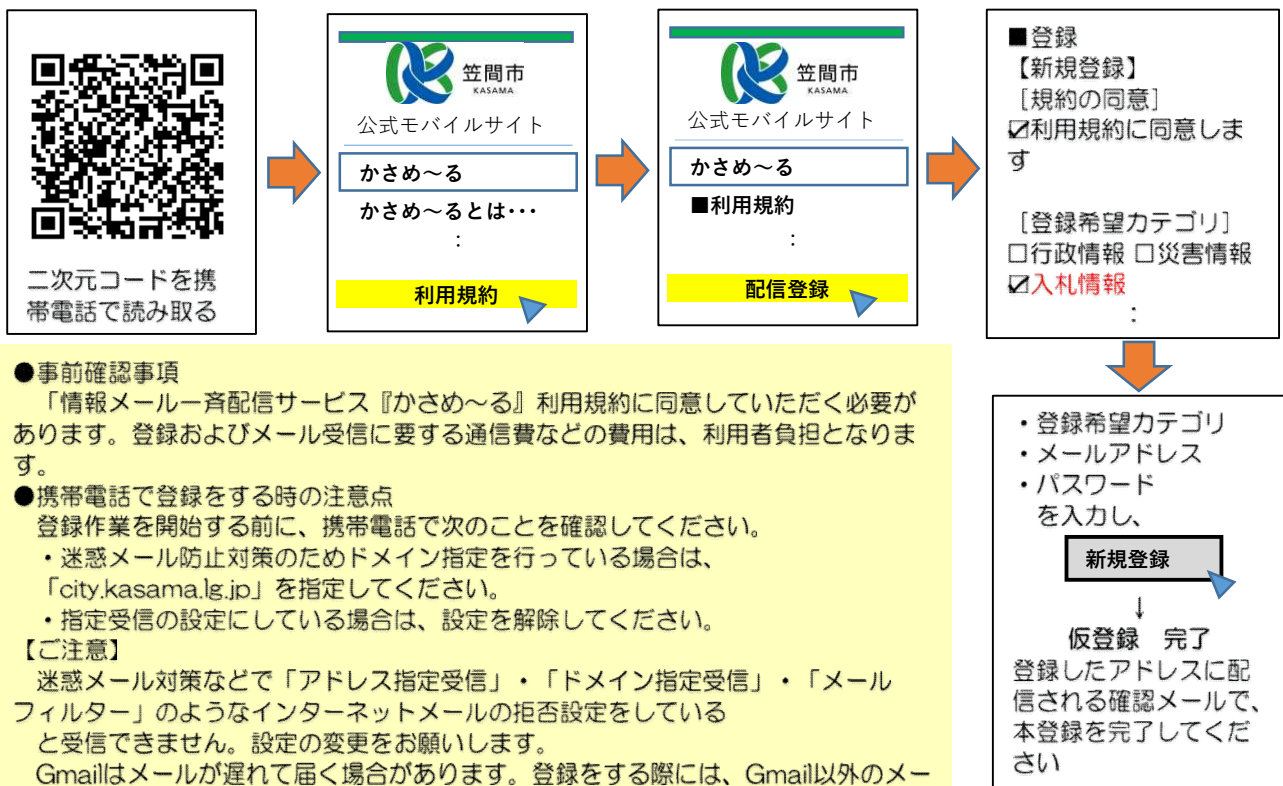 二次元コードを携
帯電話で読み取る
笠間市
KASAMA
公式モバイルサイト
かさめ～る
かさめ～るとは･･･
：
利用規約
笠間市
KASAMA
公式モバイルサイト
かさめ～る
■利用規約
：
配信登録
■登録
【新規登録】
［規約の同意］
☑利用規約に同意しま
す
［登録希望カテゴリ］
□行政情報 □災害情報
☑入札情報
：
・登録希望カテゴリ
・メールアドレス
・パスワード
を入力し、
新規登録
↓
仮登録　完了
登録したアドレスに配
信される確認メールで、
本登録を完了してくだ
さい
●事前確認事項
「情報メール一斉配信サービス『かさめ～る』利用規約に同意していただく必要が
あります。登録およびメール受信に要する通信費などの費用は、利用者負担となりま
す。
●携帯電話で登録をする時の注意点
登録作業を開始する前に、携帯電話で次のことを確認してください。
・迷惑メール防止対策のためドメイン指定を行っている場合は、
「city.kasama.lg.jp」を指定してください。
・指定受信の設定にしている場合は、設定を解除してください。
【ご注意】
迷惑メール対策などで「アドレス指定受信」・「ドメイン指定受信」・「メール
フィルター」のようなインターネットメールの拒否設定をしている
と受信できません。設定の変更をお願いします。
Gmailはメールが遅れて届く場合があります。登録をする際には、Gmail以外のメー